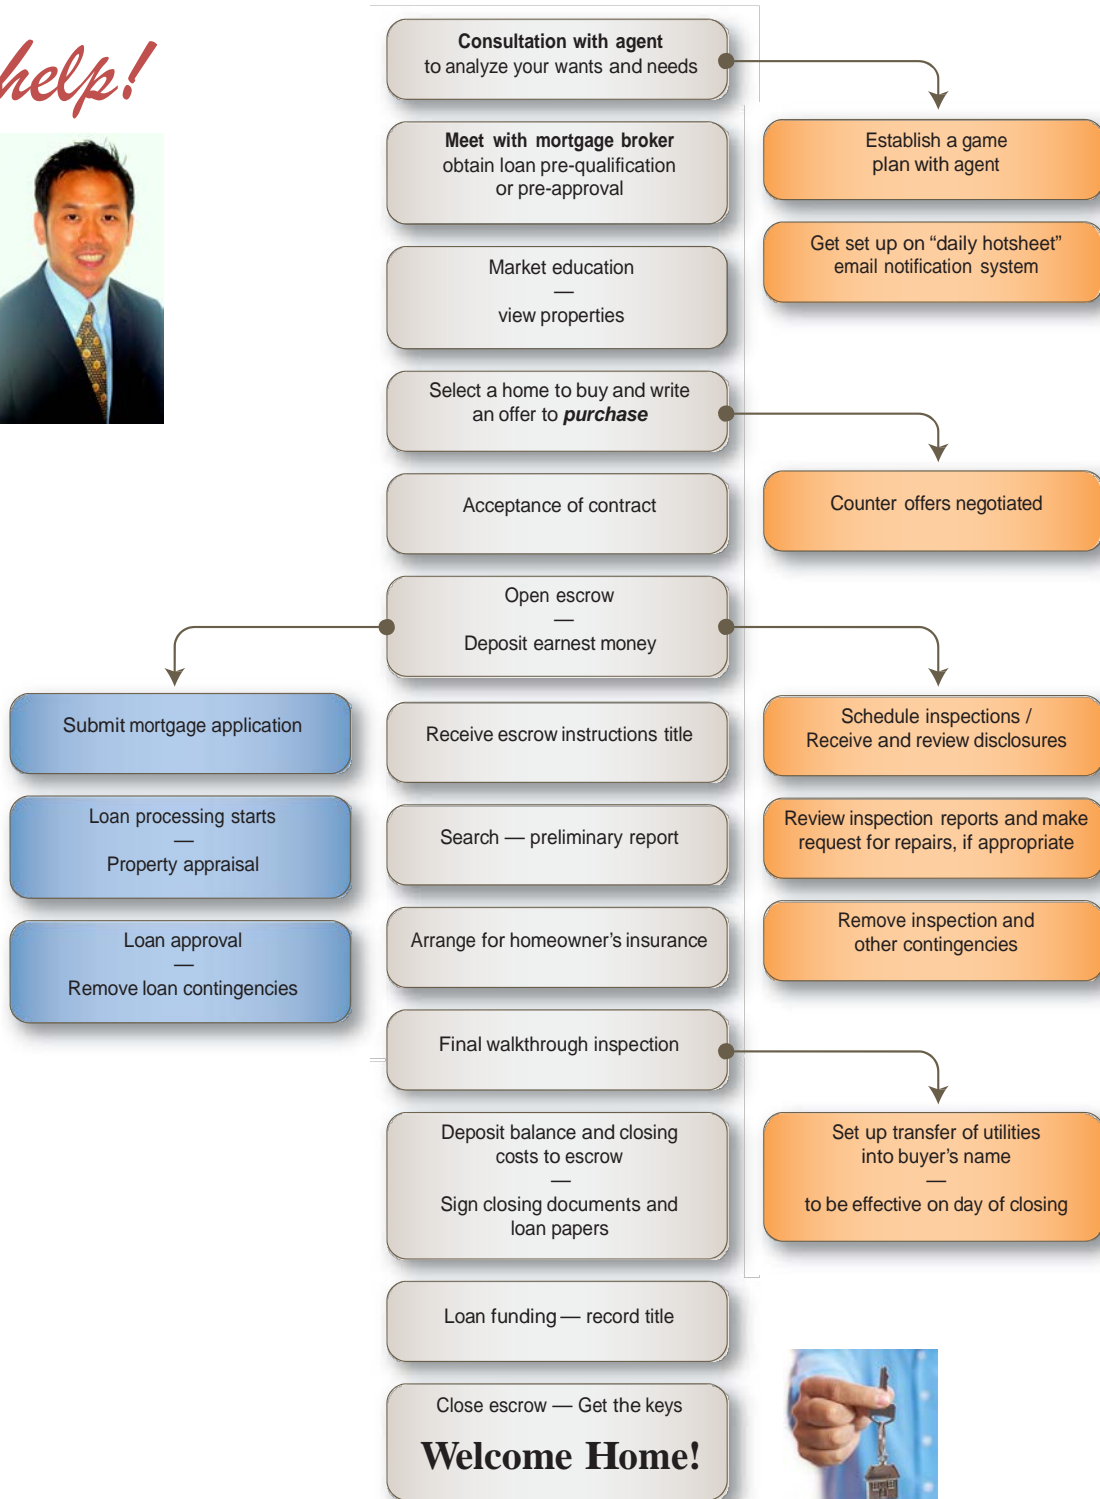 help!
Consultation with agent
to analyze your wants and needs
Establish a game
plan with agent
Meet with mortgage broker
obtain loan pre-qualification
or pre-approval
Get set up on “daily hotsheet”
email notification system
Market education
—
view properties
Select a home to buy and write
an offer to purchase
Acceptance of contract
Counter offers negotiated
Open escrow
—
Deposit earnest money
Submit mortgage application
Loan processing starts
—
Property appraisal
Loan approval
—
Remove loan contingencies
Receive escrow instructions title
Search — preliminary report
Arrange for homeowner’s insurance
Schedule inspections /
Receive and review disclosures
Review inspection reports and make
request for repairs, if appropriate
Remove inspection and
other contingencies
Final walkthrough inspection
Deposit balance and closing
costs to escrow
—
Sign closing documents and
loan papers
Set up transfer of utilities
into buyer’s name
—
to be effective on day of closing
Loan funding — record title
Close escrow — Get the keys
Welcome Home!